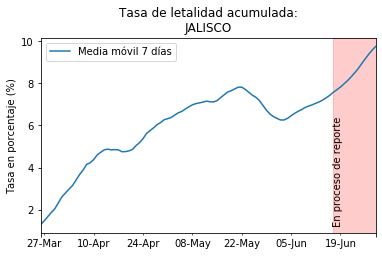 Tasa de letalidad acumulada:
JALISCO
Media móvil 7 días
Tasa en porcentaje (%)
10
8
6
4
2
En proceso de reporte
27-Mar 10-Apr 24-Apr 08-May 22-May 05-Jun 19-Jun